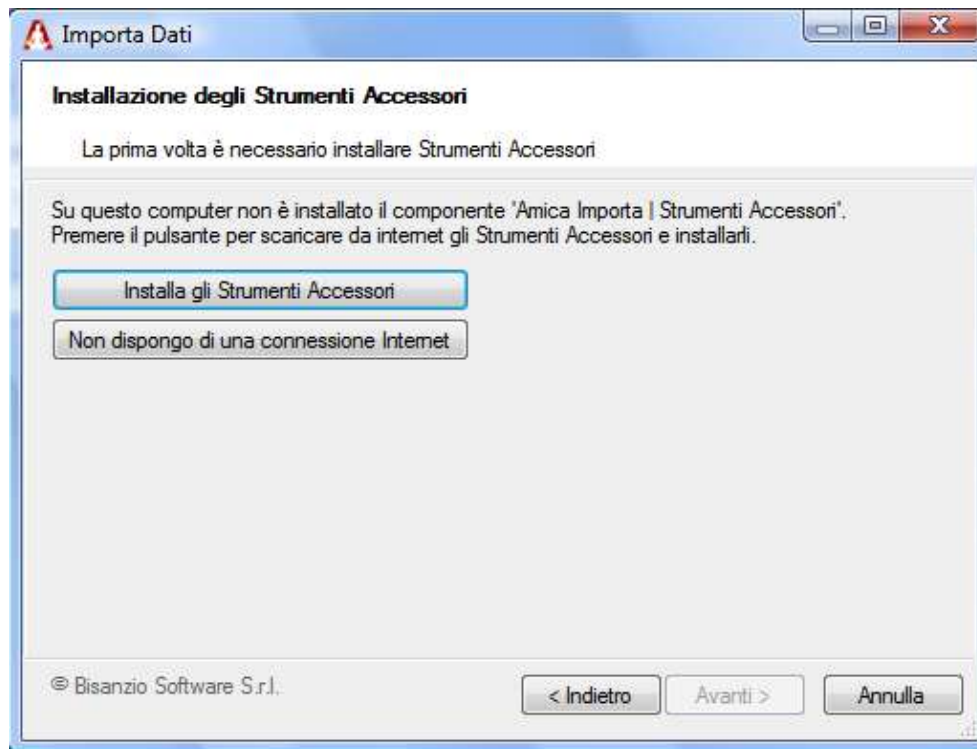 Importa Dati
Installazione degli Strumenti Accessori
La prima volta è necessario installare Strumenti Accessori
Su questo computer non è installato il componente 'Amica Importa | Strumenti Accessori'.
Premere il pulsante per scaricare da internet gli Strumenti Accessori e installarli.
Installa gli Strumenti Accessori
Non dispongo di una connessione Internet
© Bisanzio Software S.r.l.
< Indietro
Avanti >
Annulla